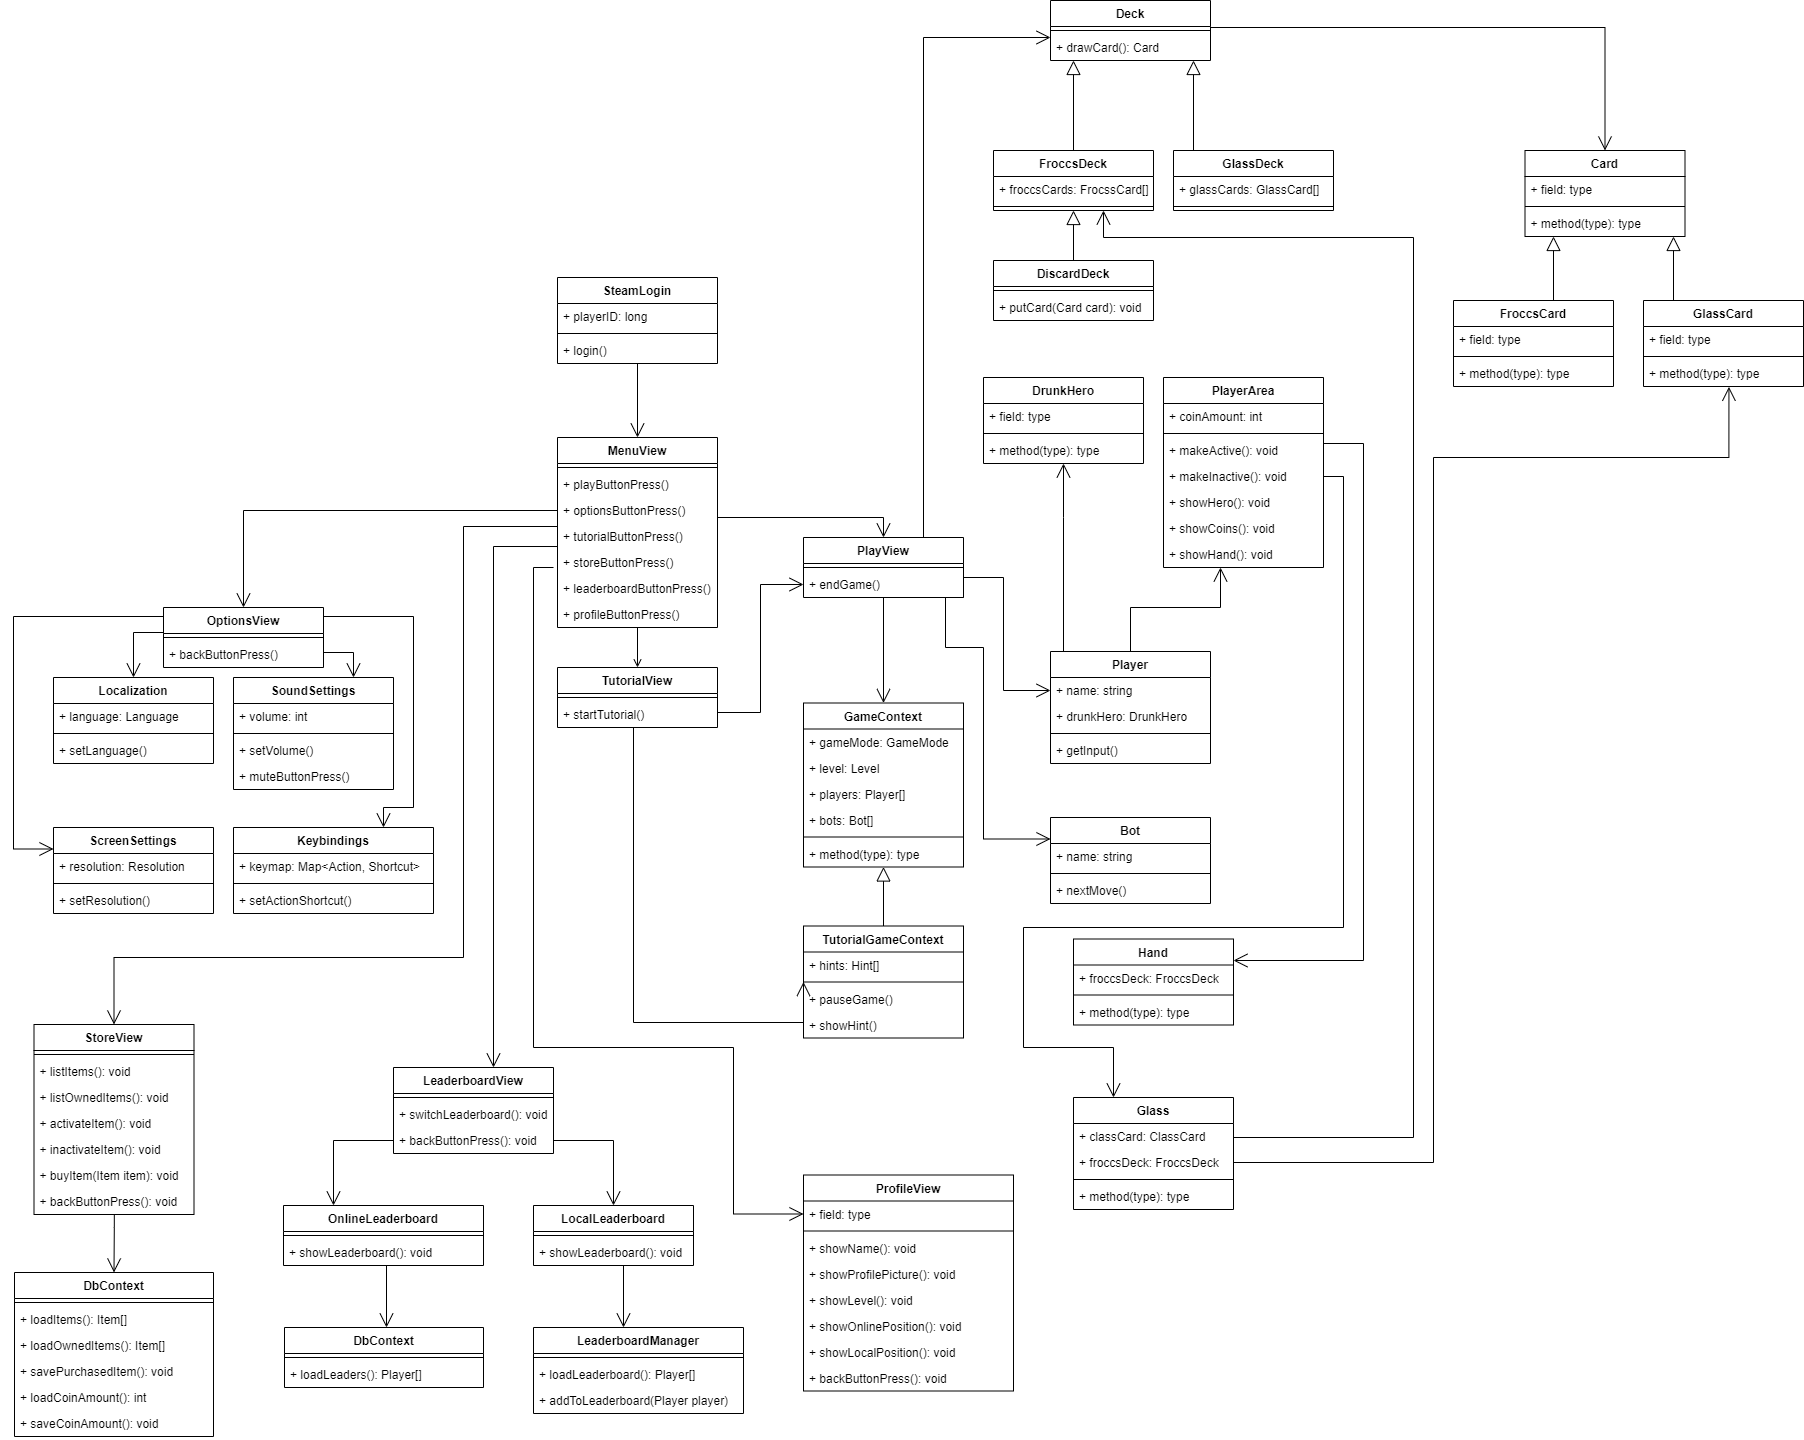 Deck
+ drawCard(): Card
FroccsDeck
+ froccsCards: FrocssCard[]
GlassDeck
+ glassCards: GlassCard[]
Card
+ field: type
+ method(type): type
DiscardDeck
+ putCard(Card card): void
SteamLogin
+ playerID: long
+ login()
FroccsCard
+ field: type
+ method(type): type
GlassCard
+ field: type
+ method(type): type
DrunkHero
+ field: type
+ method(type): type
PlayerArea
+ coinAmount: int
+ makeActive(): void
+ makeInactive(): void
+ showHero(): void
+ showCoins(): void
+ showHand(): void
MenuView
+ playButtonPress()
+ optionsButtonPress()
+ tutorialButtonPress()
+ storeButtonPress()
+ leaderboardButtonPress()
+ profileButtonPress()
PlayView
+ endGame()
OptionsView
+ backButtonPress()
Localization
+ language: Language
+ setLanguage()
SoundSettings
+ volume: int
+ setVolume()
+ muteButtonPress()
TutorialView
+ startTutorial()
Player
+ name: string
+ drunkHero: DrunkHero
+ getInput()
GameContext
+ gameMode: GameMode
+ level: Level
+ players: Player[]
+ bots: Bot[]
+ method(type): type
ScreenSettings
+ resolution: Resolution
+ setResolution()
Keybindings
+ keymap: Map<Action, Shortcut>
+ setActionShortcut()
Bot
+ name: string
+ nextMove()
TutorialGameContext
+ hints: Hint[]
+ pauseGame()
+ showHint()
Hand
+ froccsDeck: FroccsDeck
+ method(type): type
StoreView
+ listItems(): void
+ listOwnedItems(): void
+ activateItem(): void
+ inactivateItem(): void
+ buyItem(Item item): void
+ backButtonPress(): void
LeaderboardView
+ switchLeaderboard(): void
+ backButtonPress(): void
Glass
+ classCard: ClassCard
+ froccsDeck: FroccsDeck
+ method(type): type
ProfileView
+ field: type
+ showName(): void
+ showProfilePicture(): void
+ showLevel(): void
+ showOnlinePosition(): void
+ showLocalPosition(): void
+ backButtonPress(): void
OnlineLeaderboard
+ showLeaderboard(): void
LocalLeaderboard
+ showLeaderboard(): void
DbContext
+ loadItems(): Item[]
+ loadOwnedItems(): Item[]
+ savePurchasedItem(): void
+ loadCoinAmount(): int
+ saveCoinAmount(): void
DbContext
+ loadLeaders(): Player[]
LeaderboardManager
+ loadLeaderboard(): Player[]
+ addToLeaderboard(Player player)